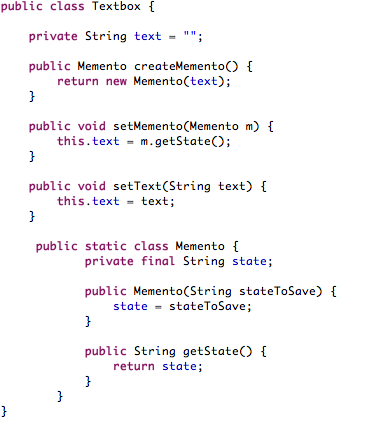 public class Textbox {
private String text = "";
public Memento createMemento() {
return new Memento(text);
}
public void setMemento(Memento m) {
this.text = m.getState();
}
public void setText(String text) {
this.text = text;
}
public static class Memento {
private final String state;
public Memento(String stateToSave) {
state = stateToSave;
}
public String getState() {
return state;
}
}
}